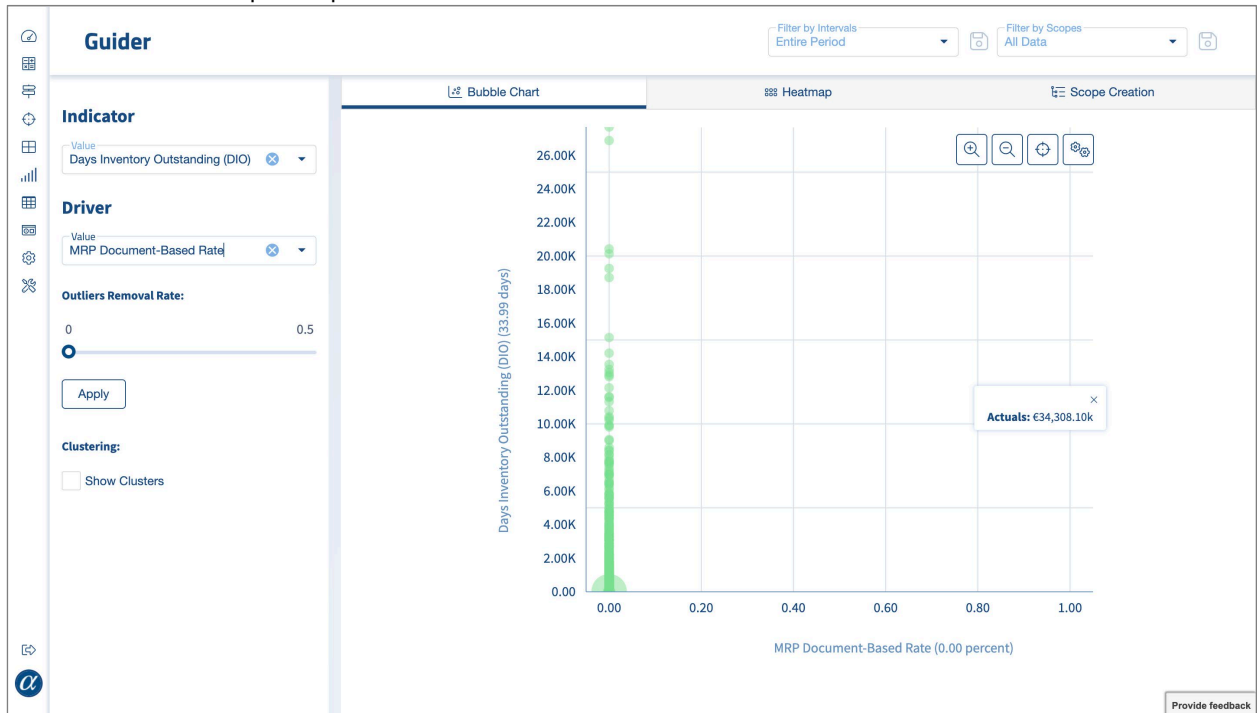 Guider
Filter by Intervals
Entire Period
Filter by Scopes
All Data
Bubble Chart
Heatmap
Scope Creation
Indicator
Value
Days Inventory Outstanding (DIO)
Driver
Value
MRP Document-Based Rate
Outliers Removal Rate:
0 0.5
Apply
Clustering:
Show Clusters
Days Inventory Outstanding (DIO) (33.99 days)
26.00K
24.00K
22.00K
20.00K
18.00K
16.00K
14.00K
12.00K
10.00K
8.00K
6.00K
4.00K
2.00K
0.00
0.00 0.20 0.40 0.60 0.80 1.00
MRP Document-Based Rate (0.00 percent)
×
Actuals: €34,308.10k
α
Provide feedback